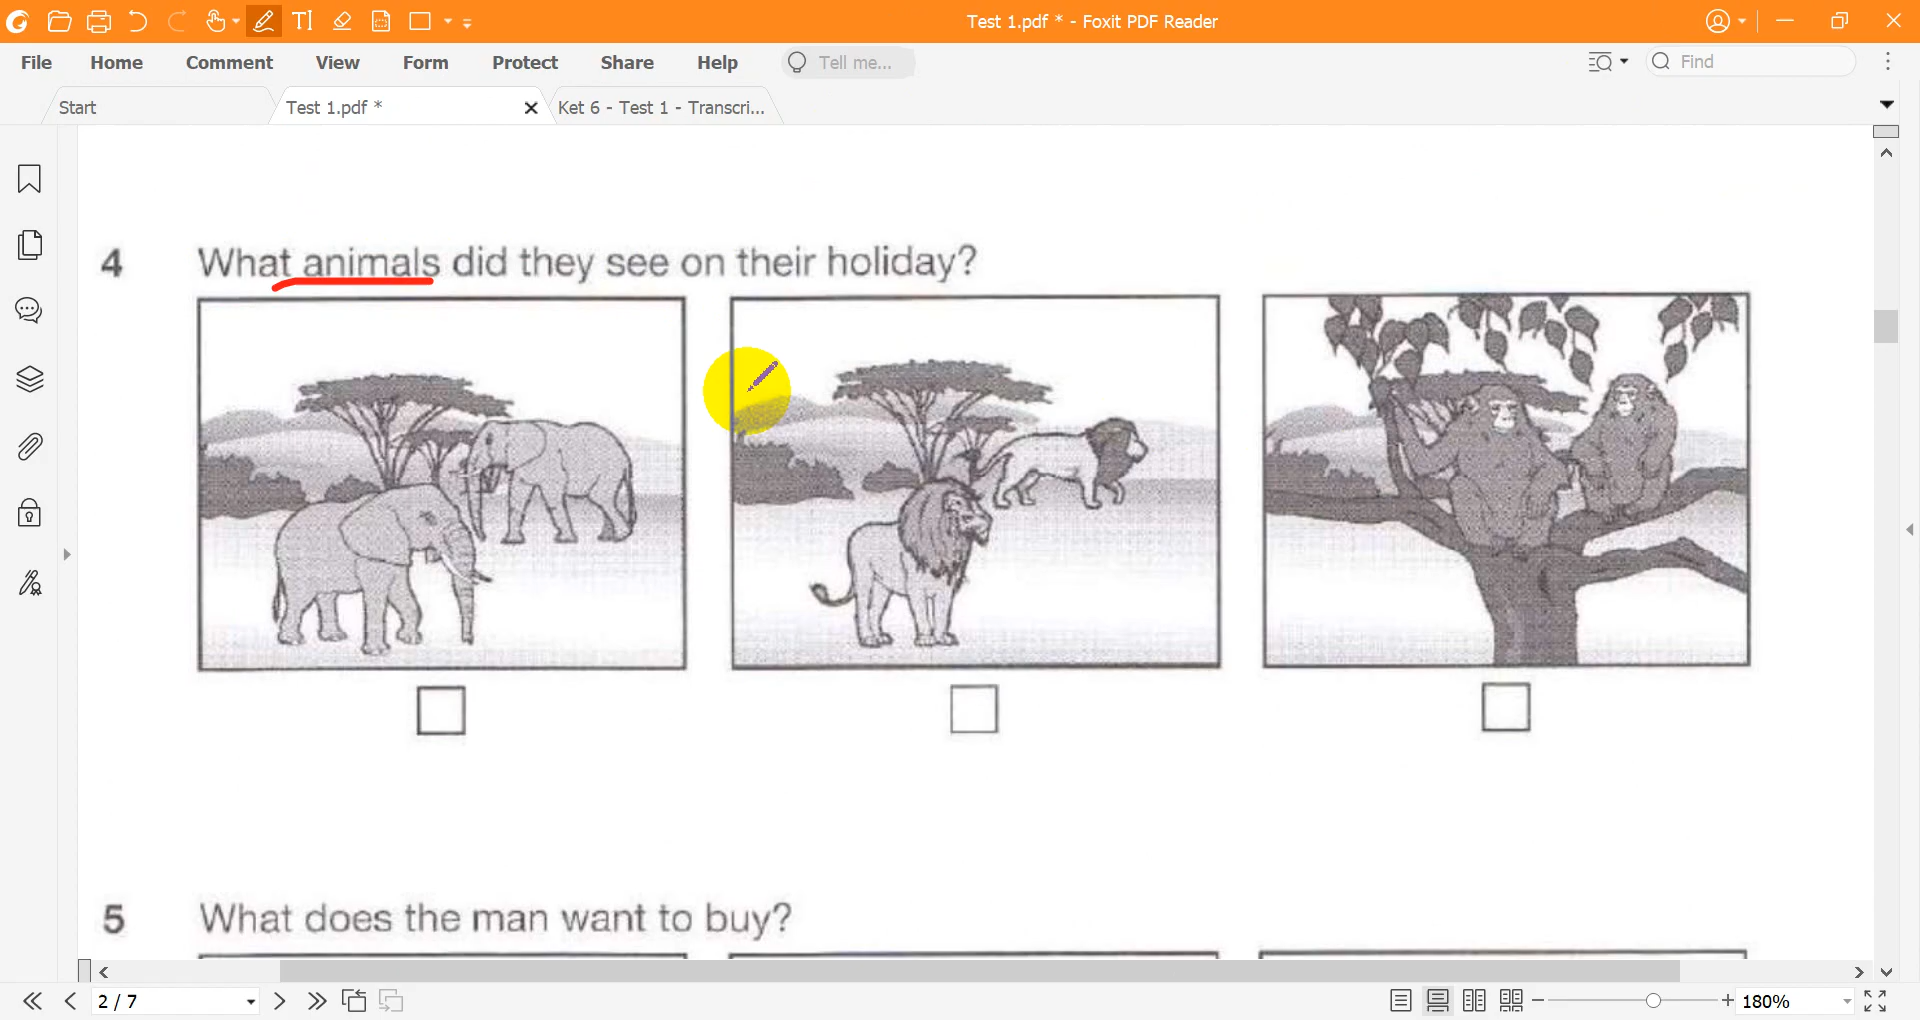 Test 1.pdf * - Foxit PDF Reader
File Home Comment View Form Protect Share Help Tell me... Find
Start Test 1.pdf * Ket 6 - Test 1 - Transcri...
4 What animals did they see on their holiday?
5 What does the man want to buy?
2 / 7 180%